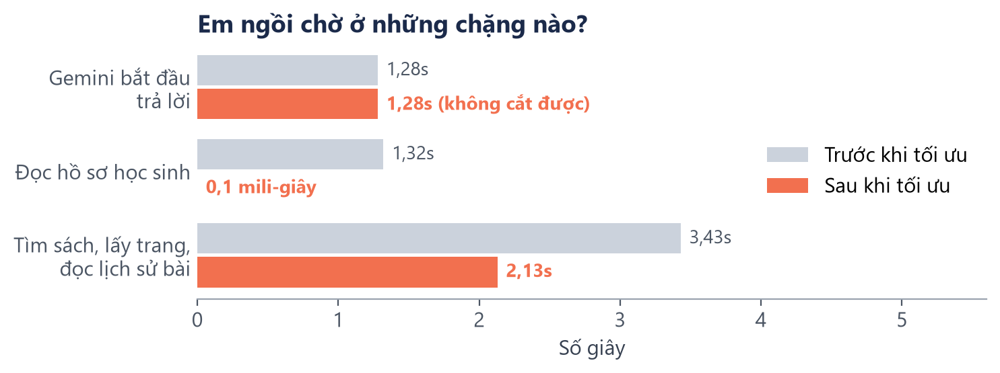 Em ngồi chờ ở những chặng nào?
Gemini bắt đầu
trả lời
1,28s
1,28s (không cắt được)
Đọc hồ sơ học sinh
1,32s
0,1 mili-giây
Tìm sách, lấy trang,
đọc lịch sử bài
3,43s
2,13s
Trước khi tối ưu
Sau khi tối ưu
0 1 2 3 4 5
Số giây